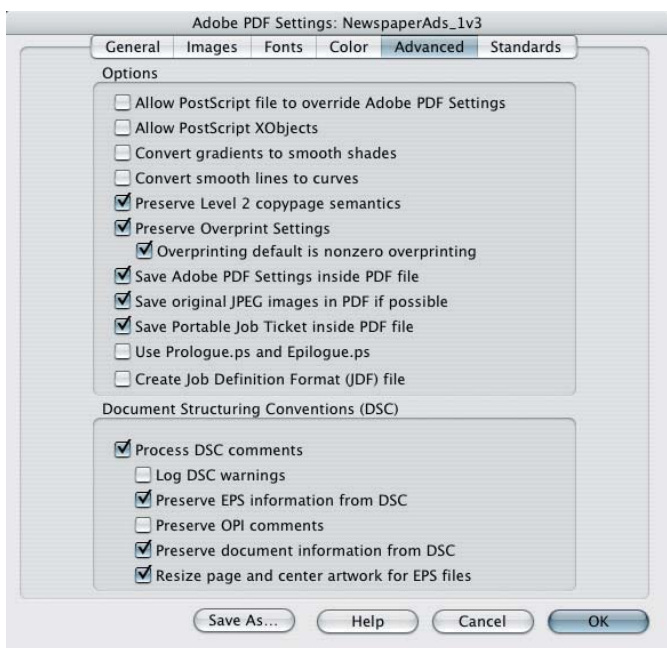 Adobe PDF Settings: NewspaperAds_1v3
General Images Fonts Color Advanced Standards
Options
Allow PostScript file to override Adobe PDF Settings
Allow PostScript XObjects
Convert gradients to smooth shades
Convert smooth lines to curves
Preserve Level 2 copypage semantics
Preserve Overprint Settings
Overprinting default is nonzero overprinting
Save Adobe PDF Settings inside PDF file
Save original JPEG images in PDF if possible
Save Portable Job Ticket inside PDF file
Use Prologue.ps and Epilogue.ps
Create Job Definition Format (JDF) file
Document Structuring Conventions (DSC)
Process DSC comments
Log DSC warnings
Preserve EPS information from DSC
Preserve OPI comments
Preserve document information from DSC
Resize page and center artwork for EPS files
Save As... Help Cancel OK